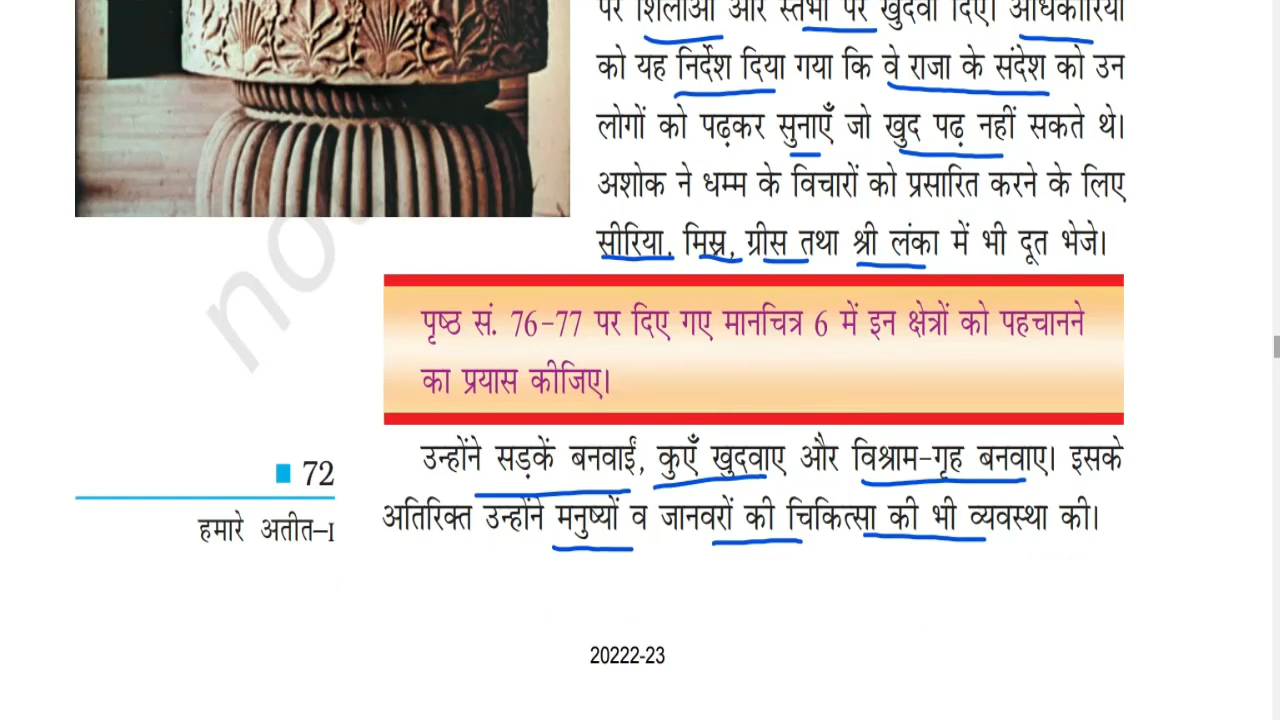 पर शिलाओं और स्तंभों पर खुदवा दिए। अधिकारियों
को यह निर्देश दिया गया कि वे राजा के संदेश को उन
लोगों को पढ़कर सुनाएँ जो खुद पढ़ नहीं सकते थे।
अशोक ने धम्म के विचारों को प्रसारित करने के लिए
सीरिया, मिस्र, ग्रीस तथा श्री लंका में भी दूत भेजे।
पृष्ठ सं. 76-77 पर दिए गए मानचित्र 6 में इन क्षेत्रों को पहचानने
का प्रयास कीजिए।
उन्होंने सड़कें बनवाईं, कुएँ खुदवाए और विश्राम-गृह बनवाए। इसके
अतिरिक्त उन्होंने मनुष्यों व जानवरों की चिकित्सा की भी व्यवस्था की।
72
हमारे अतीत-I
20222-23